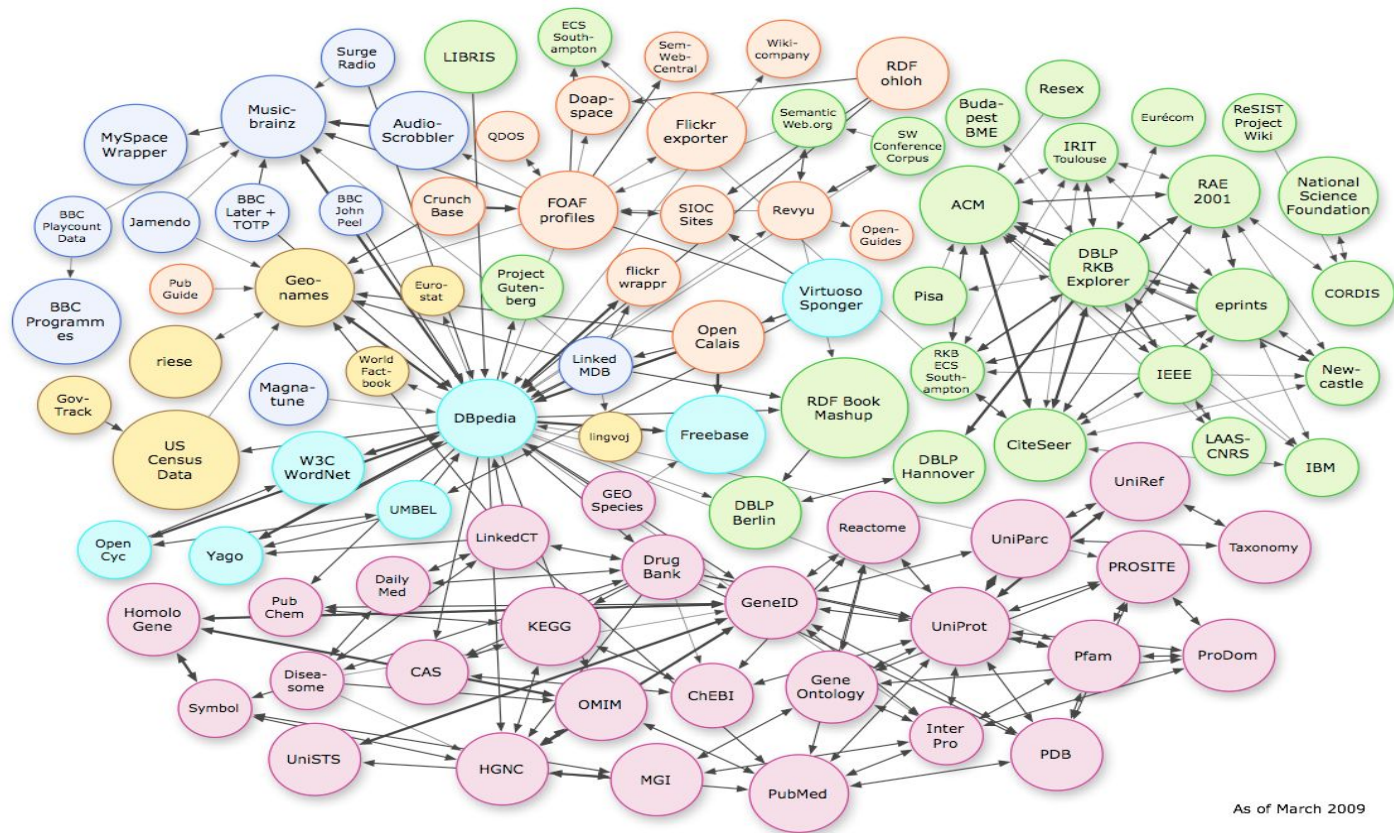 Surge
Radio
LIBRIS
ECS
South-
ampton
Sem-
Web-
Central
Wiki-
company
RDF
ohloh
Resex
MySpace
Wrapper
Music-
brainz
Audio-
Scrobbler
QDOS
Doap-
space
Flickr
exporter
Semantic
Web.org
SW
Conference
Corpus
Buda-
pest
BME
IRIT
Toulouse
Eurécom
ReSIST
Project
Wiki
BBC
Playcount
Data
Jamendo
BBC
Later +
TOTP
BBC
John
Peel
Crunch
Base
FOAF
profiles
SIOC
Sites
Revyu
Open-
Guides
ACM
RAE
2001
National
Science
Foundation
Pub
Guide
Geo-
names
Euro-
stat
Project
Guten-
berg
flickr
wrappr
Virtuoso
Sponger
Pisa
DBLP
RKB
Explorer
eprints
CORDIS
BBC
Programm
es
riese
World
Fact-
book
Linked
MDB
Open
Calais
RKB
ECS
South-
ampton
IEEE
New-
castle
Gov-
Track
Magna-
tune
DBpedia
lingvoj
Freebase
RDF Book
Mashup
CiteSeer
LAAS-
CNRS
IBM
US
Census
Data
W3C
WordNet
UMBEL
GEO
Species
DBLP
Berlin
DBLP
Hannover
UniRef
Open
Cyc
Yago
LinkedCT
Reactome
UniParc
Taxonomy
Homolo
Gene
Pub
Chem
Daily
Med
Drug
Bank
GeneID
PROSITE
KEGG
UniProt
Pfam
ProDom
Symbol
Disea-
some
CAS
OMIM
ChEBI
Gene
Ontology
Inter
Pro
PDB
UniSTS
HGNC
MGI
PubMed
As of March 2009